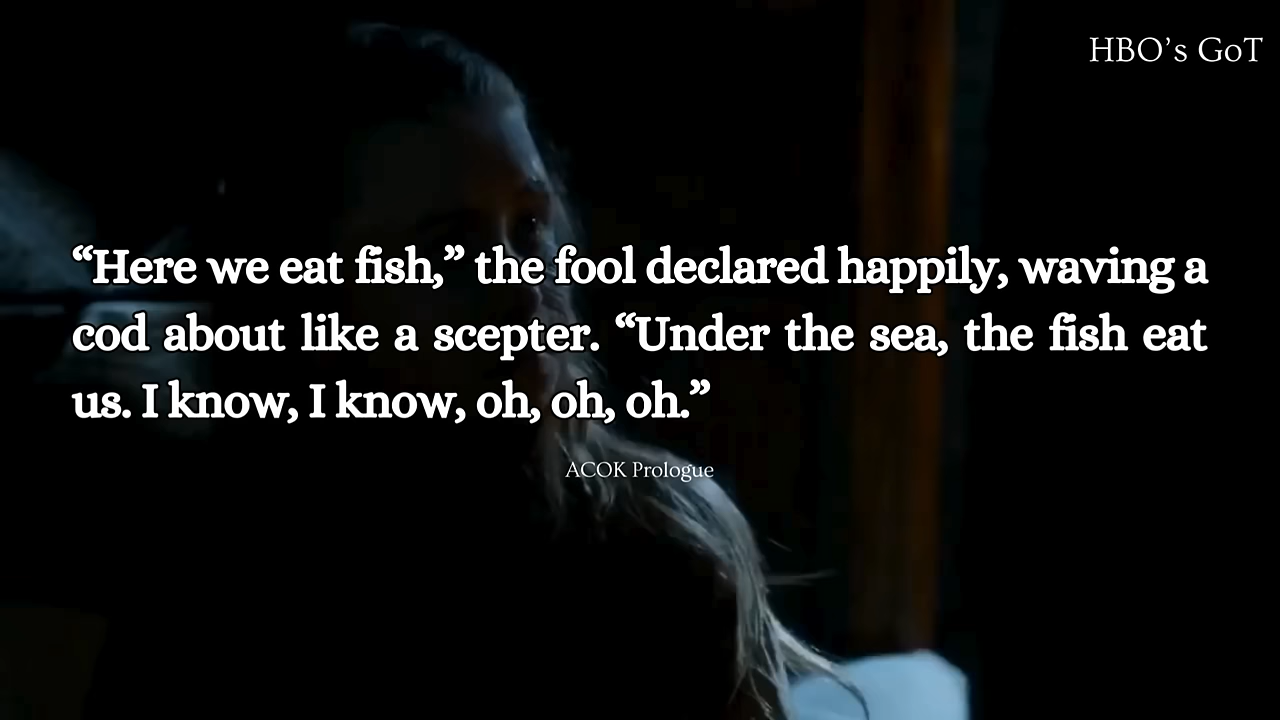 HBO’s GoT
“Here we eat fish,” the fool declared happily, waving a
cod about like a scepter. “Under the sea, the fish eat
us. I know, I know, oh, oh, oh.”
ACOK Prologue